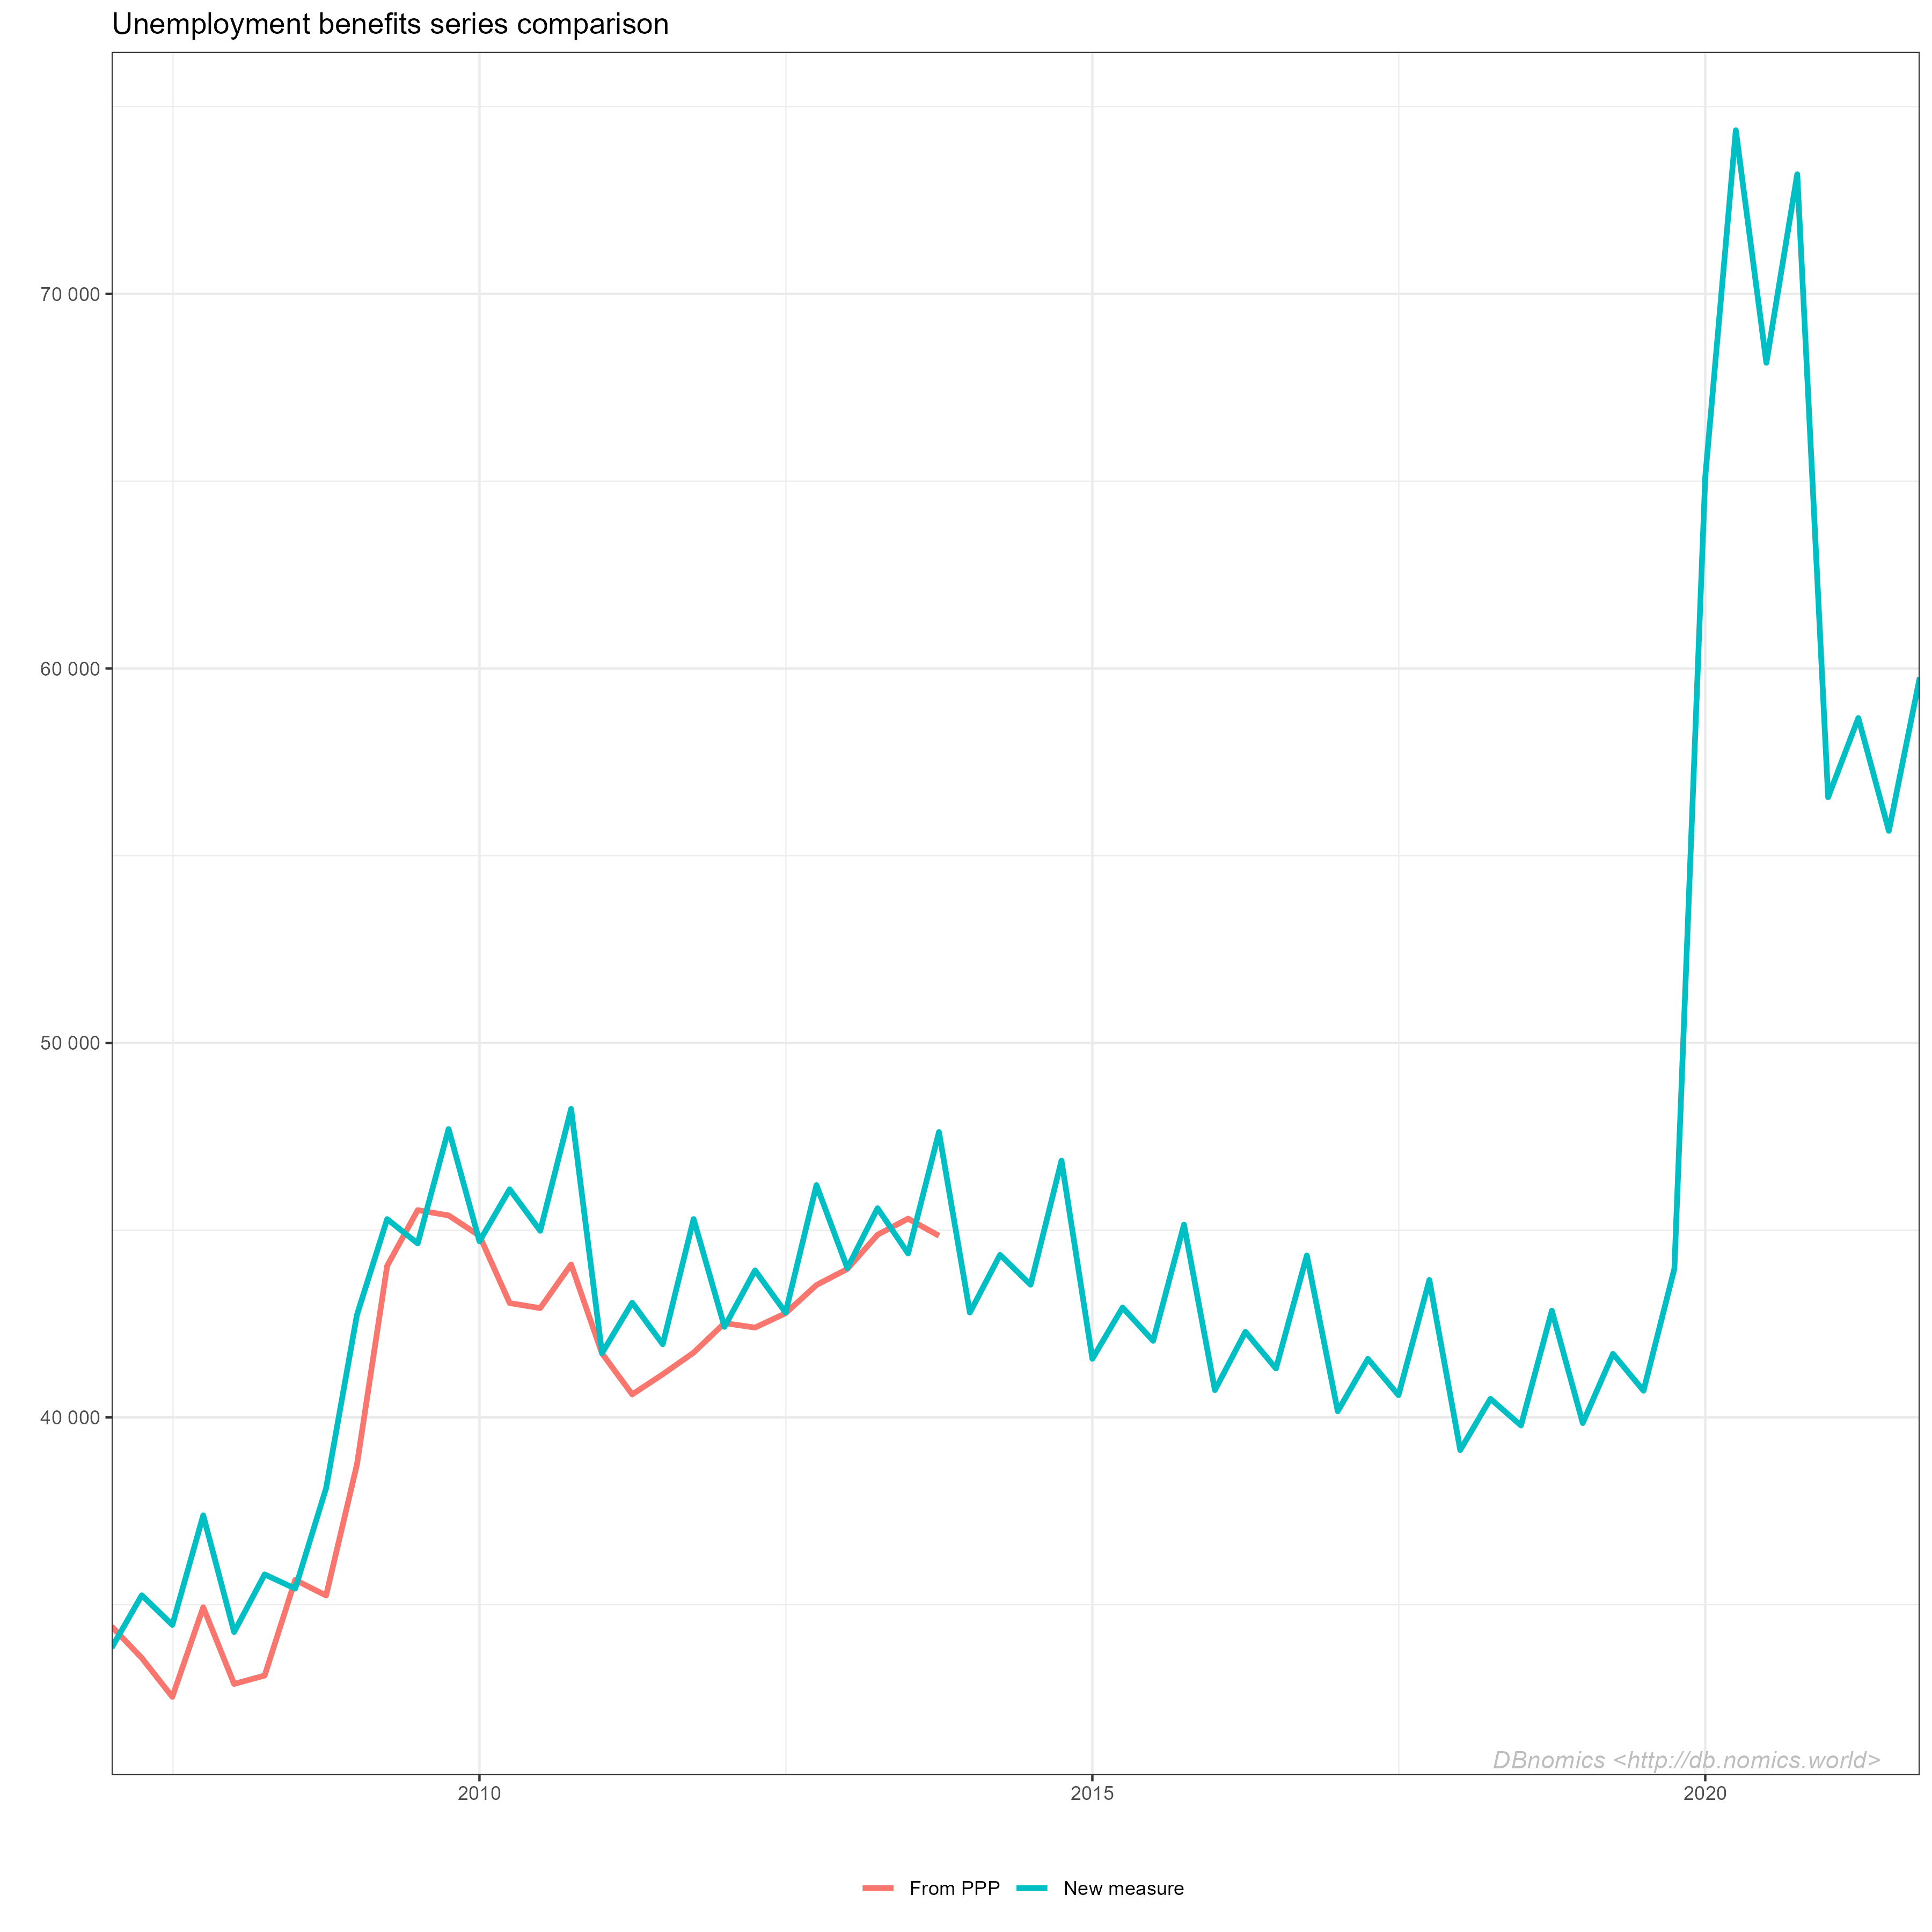 Unemployment benefits series comparison
70 000
60 000
50 000
40 000
DBnomics <http://db.nomics.world>
2010 2015 2020
From PPP New measure